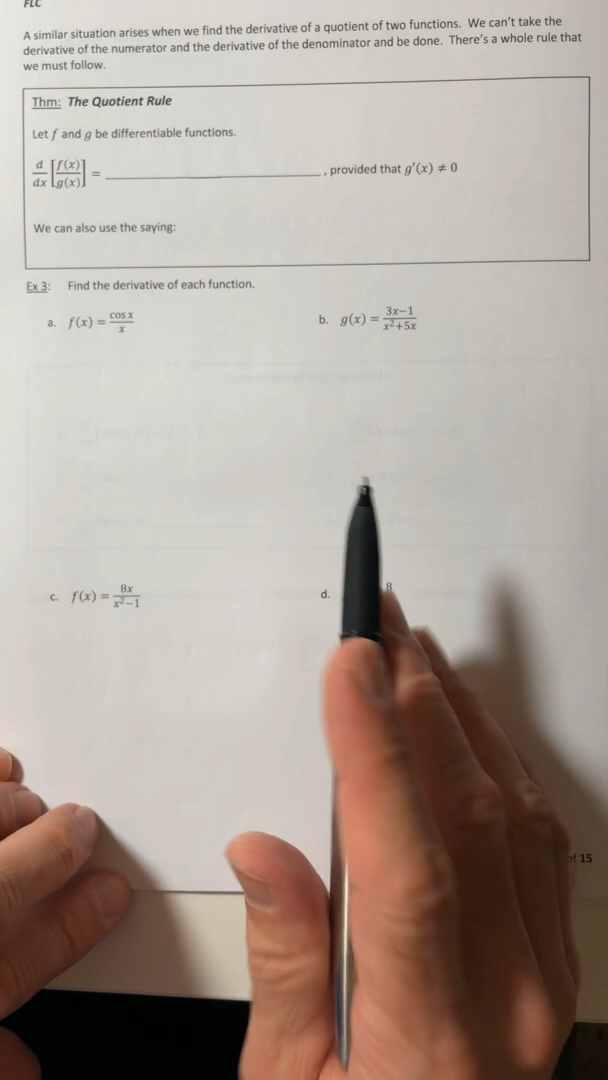 FLC
A similar situation arises when we find the derivative of a quotient of two functions. We can't take the
derivative of the numerator and the derivative of the denominator and be done. There's a whole rule that
we must follow.
Thm: The Quotient Rule
Let f and g be differentiable functions.
d/dx [f(x)/g(x)] = ____________________, provided that g'(x) ≠ 0
We can also use the saying:
Ex 3: Find the derivative of each function.
a. f(x) = cos x/x b. g(x) = 3x−1/x²+5x
c. f(x) = 8x/x²−1 d. 8
of 15